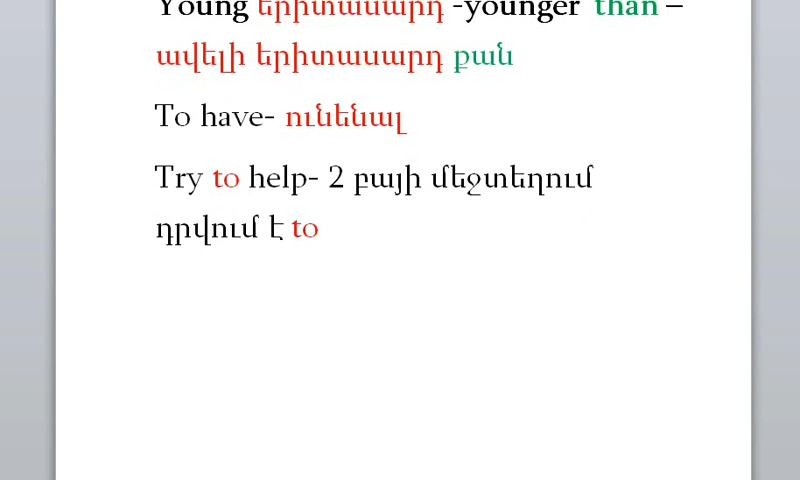 Young երիտասարդ -younger than –
ավելի երիտասարդ քան
To have- ունենալ
Try to help- 2 բայի մեջտեղում
դրվում է to